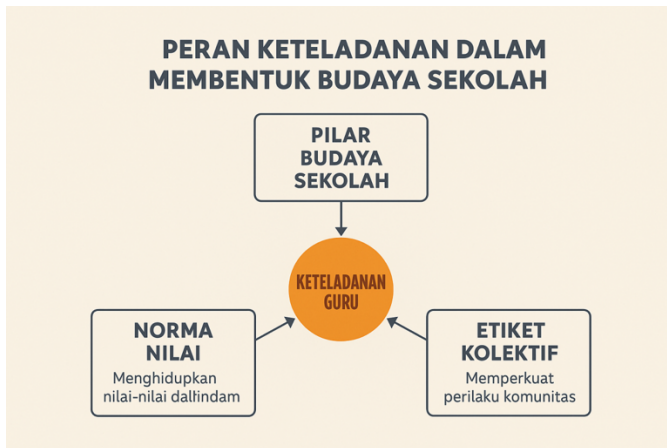 PERAN KETELADANAN DALAM
MEMBENTUK BUDAYA SEKOLAH
PILAR
BUDAYA
SEKOLAH
KETELADANAN
GURU
NORMA
NILAI
Menghidupkan
nilai-nilai
ETIKET
KOLEKTIF
Memperkuat
perilaku komunitas